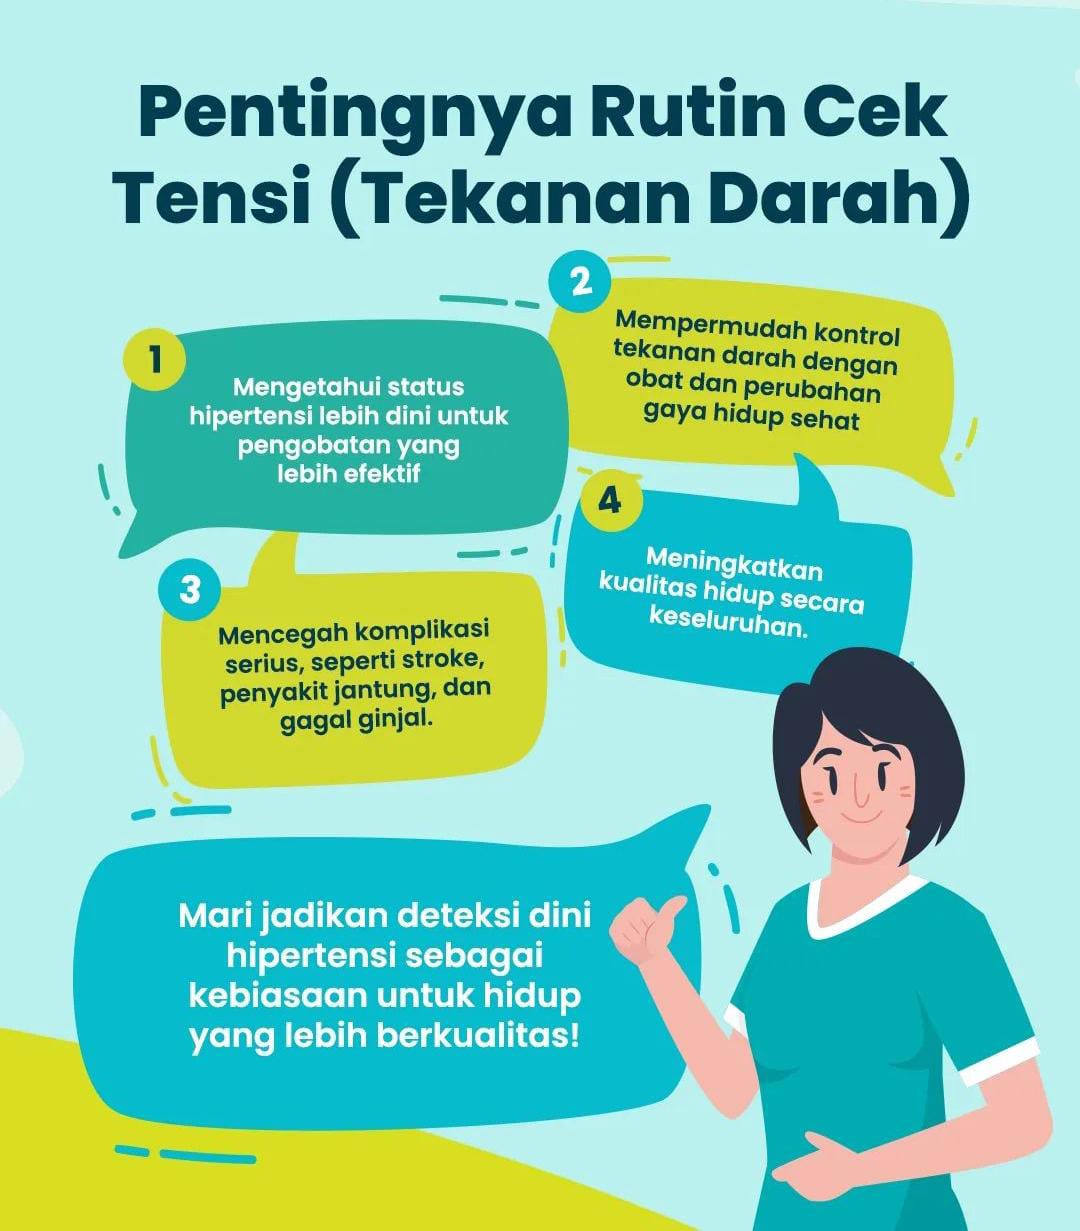 Pentingnya Rutin Cek
Tensi (Tekanan Darah)
1
Mengetahui status
hipertensi lebih dini untuk
pengobatan yang
lebih efektif
2
Mempermudah kontrol
tekanan darah dengan
obat dan perubahan
gaya hidup sehat
3
Mencegah komplikasi
serius, seperti stroke,
penyakit jantung, dan
gagal ginjal.
4
Meningkatkan
kualitas hidup secara
keseluruhan.
Mari jadikan deteksi dini
hipertensi sebagai
kebiasaan untuk hidup
yang lebih berkualitas!